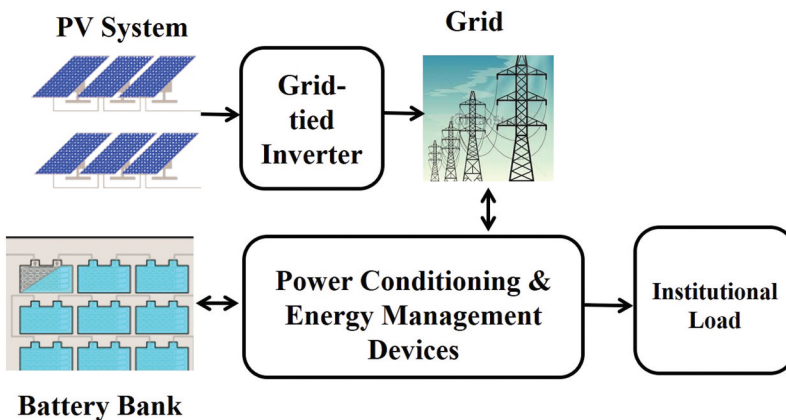 PV System
Grid
Grid-
tied
Inverter
Power Conditioning &
Energy Management
Devices
Institutional
Load
Battery Bank